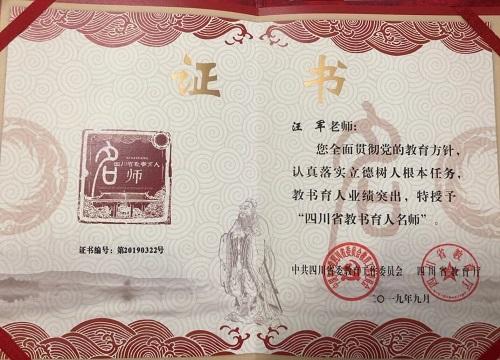 证书
四川省教书育人
名师
证书编号：第20190322号
汪 军老师：
您全面贯彻党的教育方针，
认真落实立德树人根本任务，
教书育人业绩突出，特授予
“四川省教书育人名师”。
中共四川省委教育工作委员会 四川省教育厅
二〇一九年九月